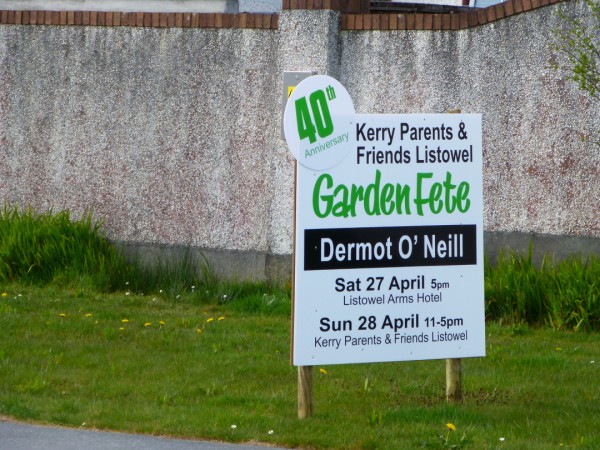 40th
Anniversary
Kerry Parents &
Friends Listowel
Garden Fete
Dermot O' Neill
Sat 27 April 5pm
Listowel Arms Hotel
Sun 28 April 11-5pm
Kerry Parents & Friends Listowel